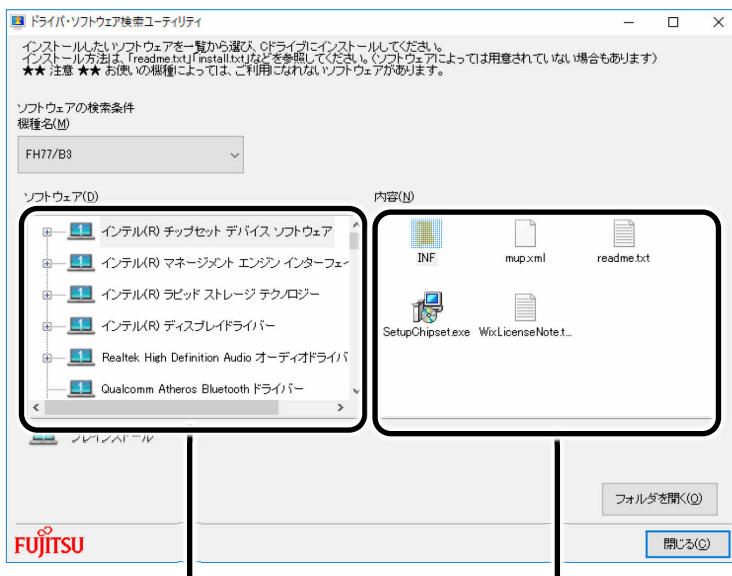 ドライバ・ソフトウェア検索ユーティリティ
インストールしたいソフトウェアを一覧から選び、Cドライブにインストールしてください。
インストール方法は、「readme.txt」「install.txt」などを参照してください。（ソフトウェアによっては用意されていない場合もあります）
★★ 注意 ★★ お使いの機種によっては、ご利用になれないソフトウェアがあります。
ソフトウェアの検索条件
機種名(M)
FH77/B3
ソフトウェア(D)
内容(N)
インテル(R) チップセット デバイス ソフトウェア
インテル(R) マネージメント エンジン インターフェイ
インテル(R) ラピッド ストレージ テクノロジー
インテル(R) ディスプレイドライバー
Realtek High Definition Audio オーディオドライバ
Qualcomm Atheros Bluetooth ドライバー
INF
mup.xml
readme.txt
SetupChipset.exe
WixLicenseNote.t...
プレインストール
フォルダを開く(O)
FUJITSU
閉じる(C)